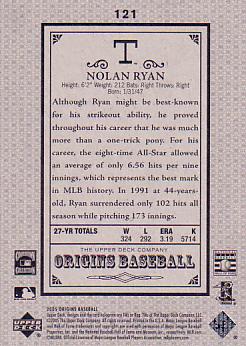 121
T
NOLAN RYAN
Height: 6'2" Weight: 212 Bats: Right Throws: Right
Born: 1/31/47
Although Ryan might be best-known
for his strikeout ability, he proved
throughout his career that he was much
more than a one-trick pony. For his
career, the eight-time All-Star allowed
an average of only 6.56 hits per nine
innings, which represents the best mark
in MLB history. In 1991 at 44-years-
old, Ryan surrendered only 102 hits all
season while pitching 173 innings.
27-YR TOTALS W L ERA SO
324 292 3.19 5714
THE UPPER DECK COMPANY
ORIGINS BASEBALL
2005 ORIGINS BASEBALL
UPPER DECK